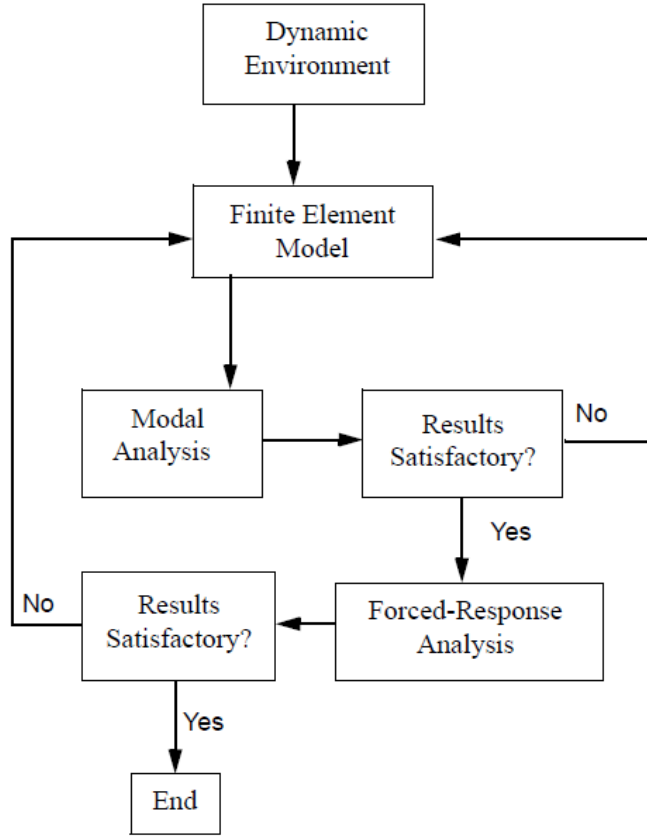 Dynamic
Environment
Finite Element
Model
Modal
Analysis
Results
Satisfactory?
No
Yes
Forced-Response
Analysis
Results
Satisfactory?
No
Yes
End